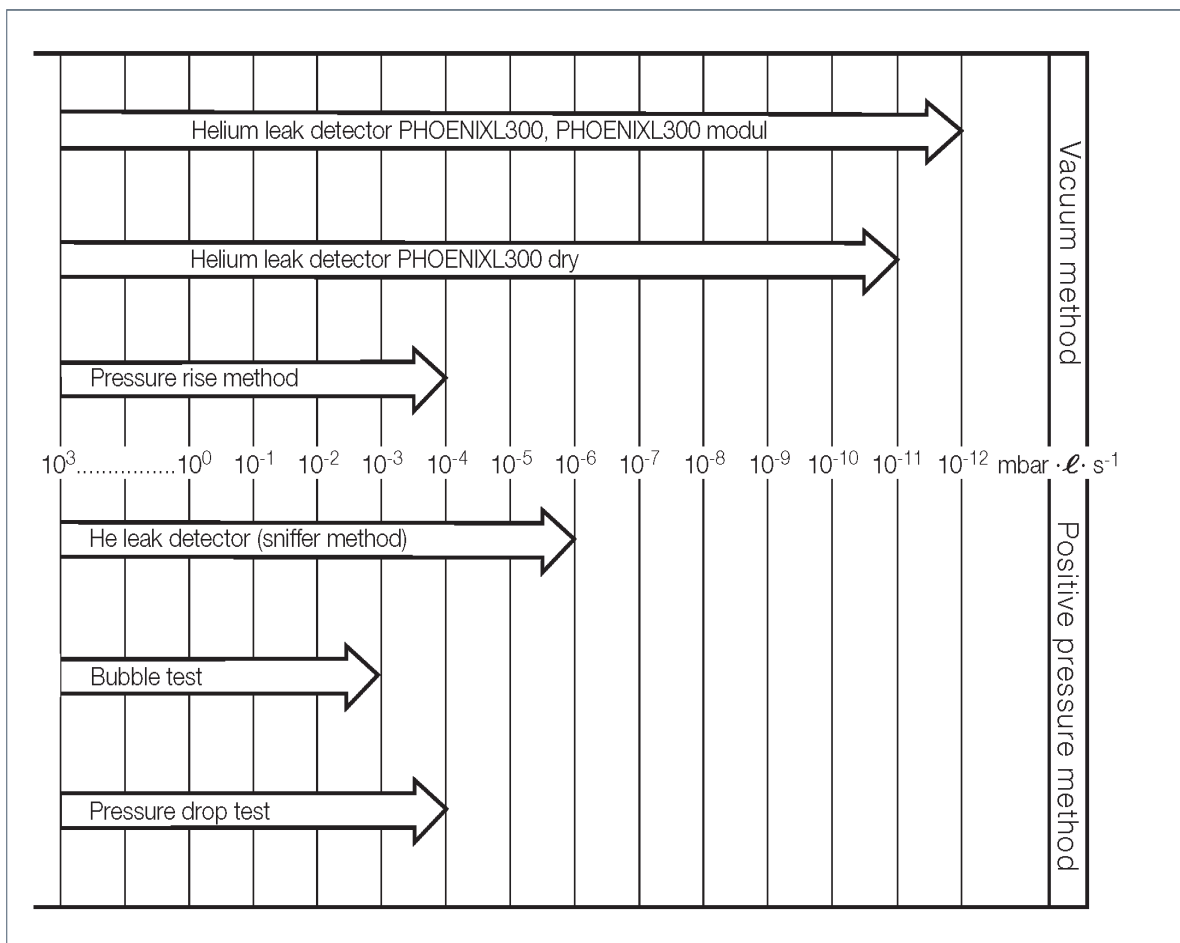 Helium leak detector PHOENIXL300, PHOENIXL300 modul
Helium leak detector PHOENIXL300 dry
Pressure rise method
Vacuum method
10³...............10⁰ 10⁻¹ 10⁻² 10⁻³ 10⁻⁴ 10⁻⁵ 10⁻⁶ 10⁻⁷ 10⁻⁸ 10⁻⁹ 10⁻¹⁰ 10⁻¹¹ 10⁻¹² mbar · ℓ · s⁻¹
He leak detector (sniffer method)
Bubble test
Pressure drop test
Positive pressure method